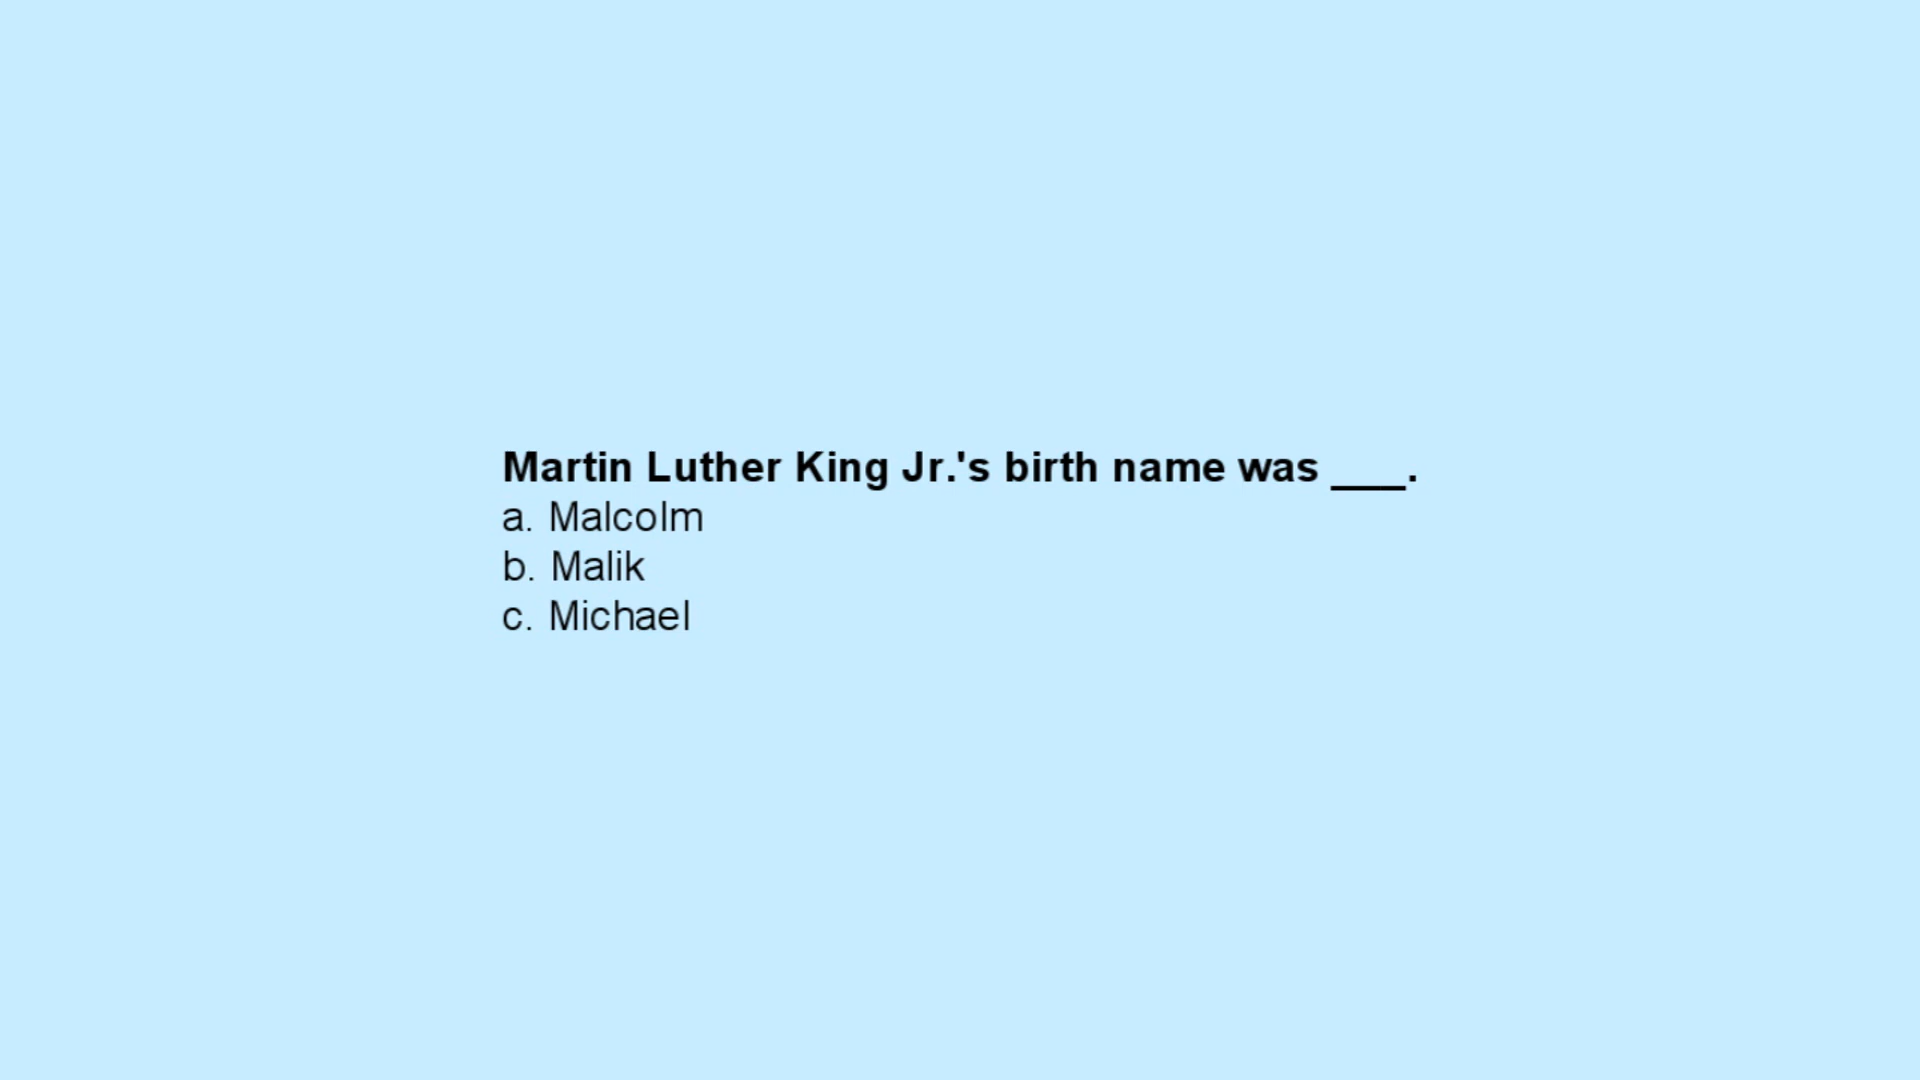 Martin Luther King Jr.'s birth name was ___.
a. Malcolm
b. Malik
c. Michael